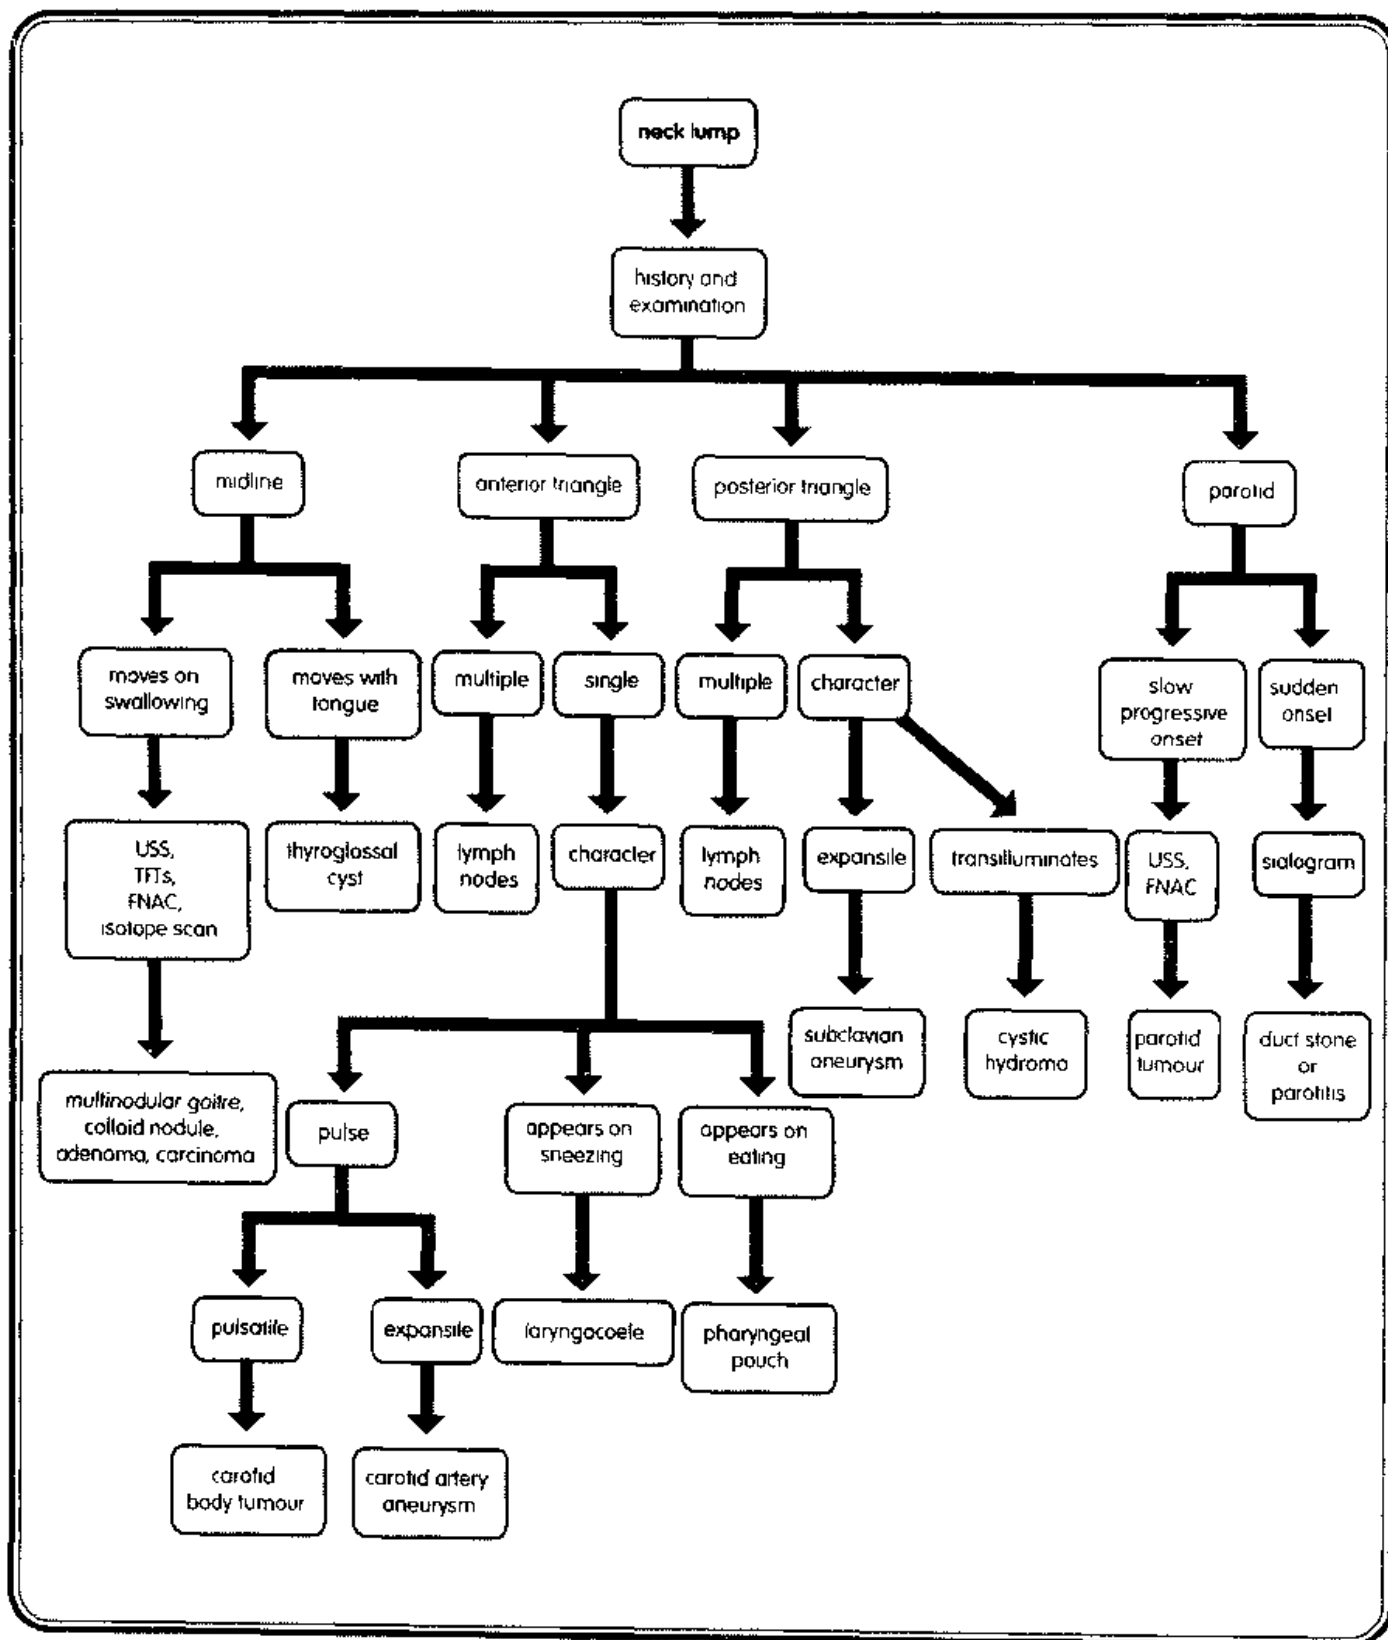 neck lump
history and
examination
midline
anterior triangle
posterior triangle
parotid
moves on
swallowing
moves with
tongue
multiple
single
multiple
character
slow
progressive
onset
sudden
onset
USS,
TFTs,
FNAC,
isotope scan
thyroglossal
cyst
lymph
nodes
character
lymph
nodes
expansile
transilluminates
USS,
FNAC
sialogram
subclavian
aneurysm
cystic
hydroma
parotid
tumour
duct stone
or
parotitis
multinodular goitre,
colloid nodule,
adenoma, carcinoma
pulse
appears on
sneezing
appears on
eating
pulsatile
expansile
laryngocoele
pharyngeal
pouch
carotid
body tumour
carotid artery
aneurysm